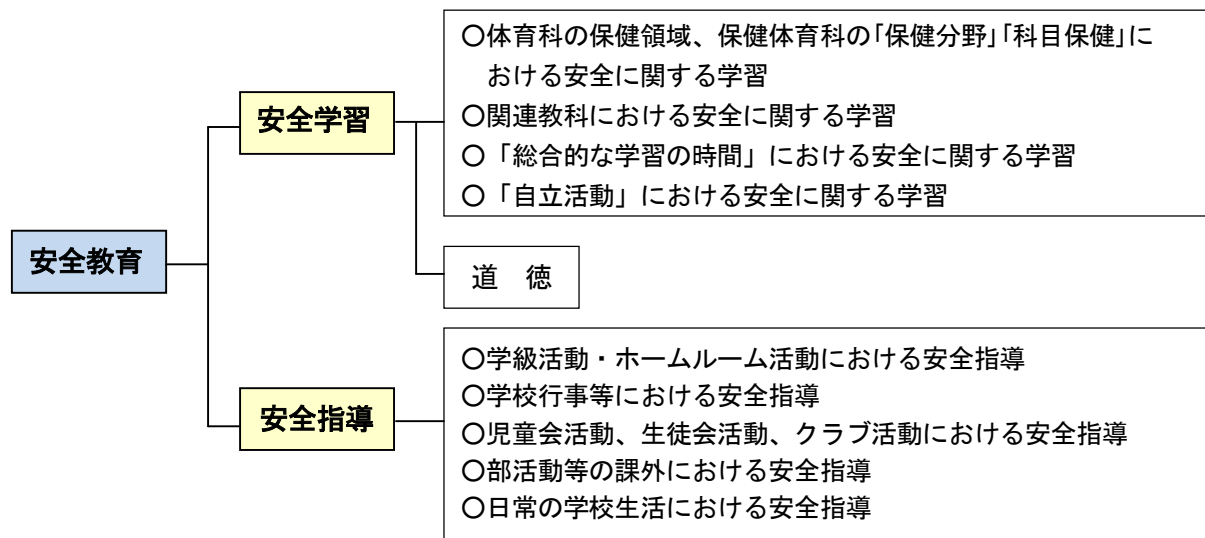 安全教育
安全学習
○体育科の保健領域、保健体育科の「保健分野」「科目保健」に
おける安全に関する学習
○関連教科における安全に関する学習
○「総合的な学習の時間」における安全に関する学習
○「自立活動」における安全に関する学習
道　徳
安全指導
○学級活動・ホームルーム活動における安全指導
○学校行事等における安全指導
○児童会活動、生徒会活動、クラブ活動における安全指導
○部活動等の課外における安全指導
○日常の学校生活における安全指導